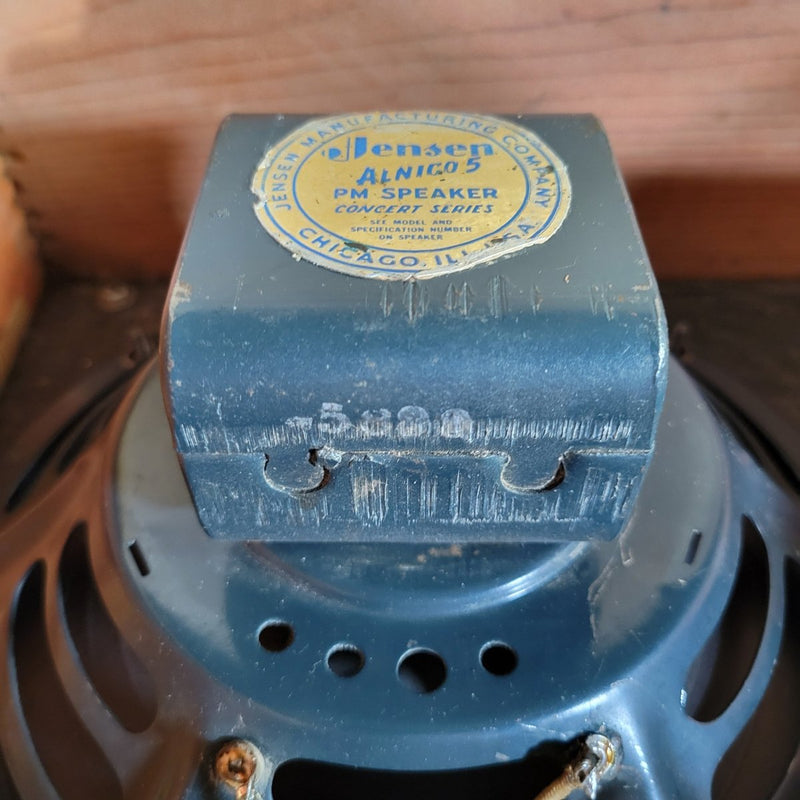 JENSEN MANUFACTURING COMPANY
Jensen
ALNICO 5
PM SPEAKER
CONCERT SERIES
SEE MODEL AND
SPECIFICATION NUMBER
ON SPEAKER
CHICAGO, ILL. U.S.A.